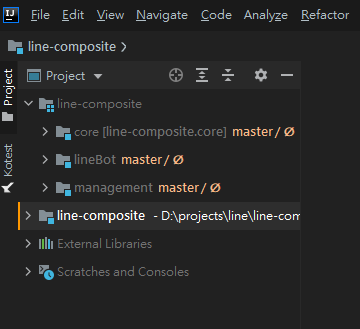 IJ File Edit View Navigate Code Analyze Refactor
line-composite
Project
Project
line-composite
core [line-composite.core] master / Ø
Kotest
lineBot master / Ø
management master / Ø
line-composite - D:\projects\line\line-com
External Libraries
Scratches and Consoles